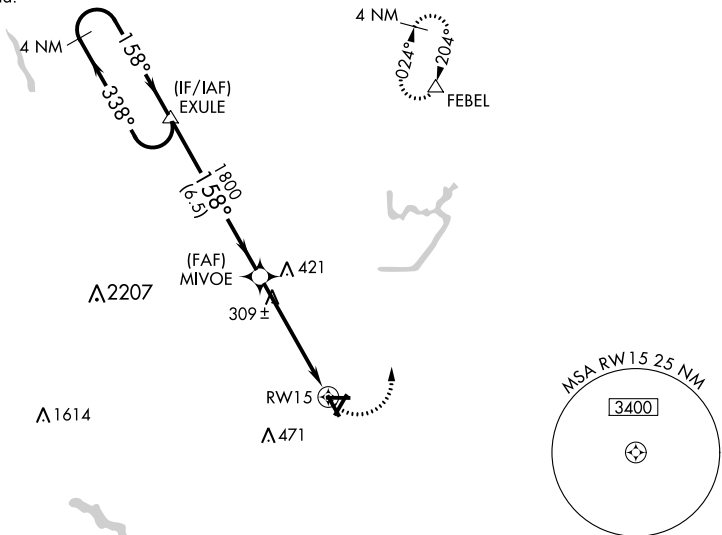 4 NM
158°
338°
(IF/IAF)
EXULE
4 NM
024°
204°
FEBEL
1800
158°
(6.5)
(FAF)
MIVOE
421
2207
309 ±
RW15
1614
471
MSA RW15 25 NM
3400